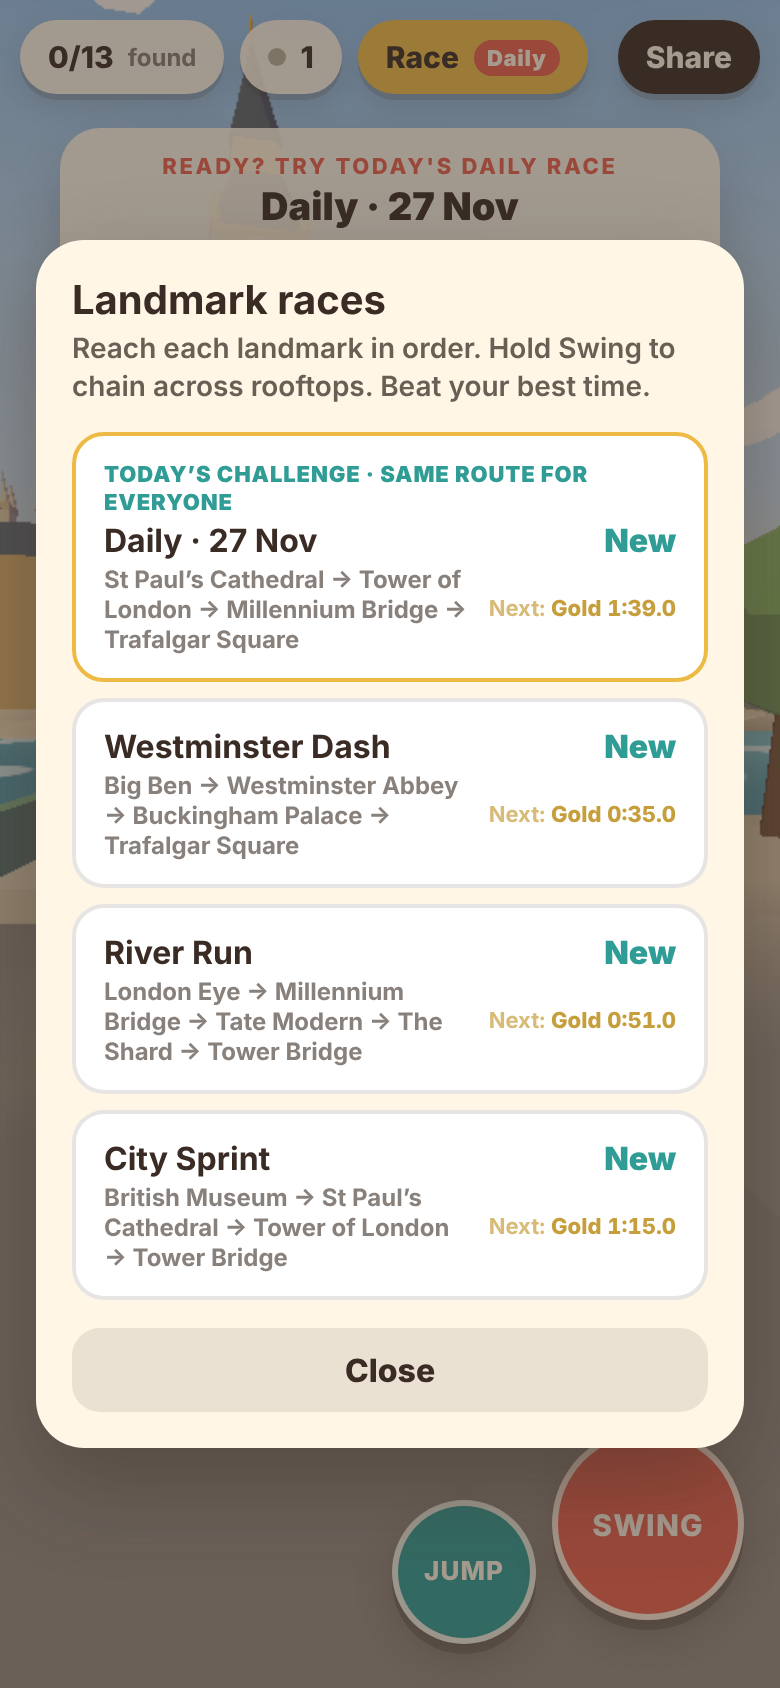 0/13 found
1
Race Daily
Share
READY? TRY TODAY'S DAILY RACE
Daily · 27 Nov
Landmark races
Reach each landmark in order. Hold Swing to
chain across rooftops. Beat your best time.
TODAY’S CHALLENGE · SAME ROUTE FOR
EVERYONE
Daily · 27 Nov
New
St Paul’s Cathedral → Tower of
London → Millennium Bridge →
Trafalgar Square
Next: Gold 1:39.0
Westminster Dash
New
Big Ben → Westminster Abbey
→ Buckingham Palace →
Trafalgar Square
Next: Gold 0:35.0
River Run
New
London Eye → Millennium
Bridge → Tate Modern → The
Shard → Tower Bridge
Next: Gold 0:51.0
City Sprint
New
British Museum → St Paul’s
Cathedral → Tower of London
→ Tower Bridge
Next: Gold 1:15.0
Close
SWING
JUMP